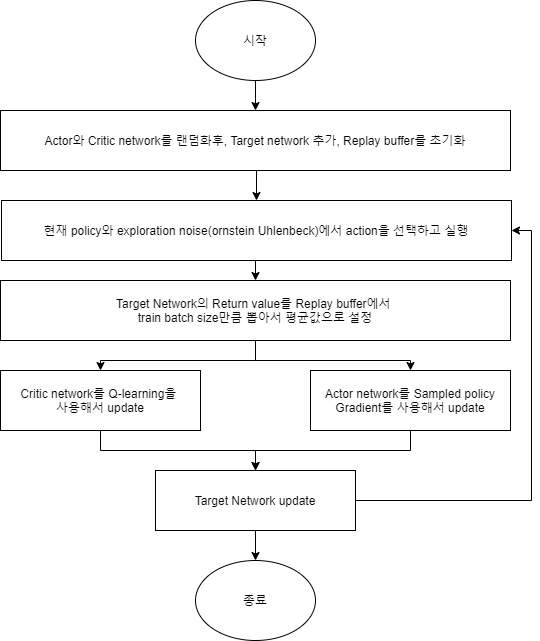 시작
Actor와 Critic network를 랜덤화후, Target network 추가, Replay buffer를 초기화
현재 policy와 exploration noise(ornstein Uhlenbeck)에서 action을 선택하고 실행
Target Network의 Return value를 Replay buffer에서
train batch size만큼 뽑아서 평균값으로 설정
Critic network를 Q-learning을
사용해서 update
Actor network를 Sampled policy
Gradient를 사용해서 update
Target Network update
종료